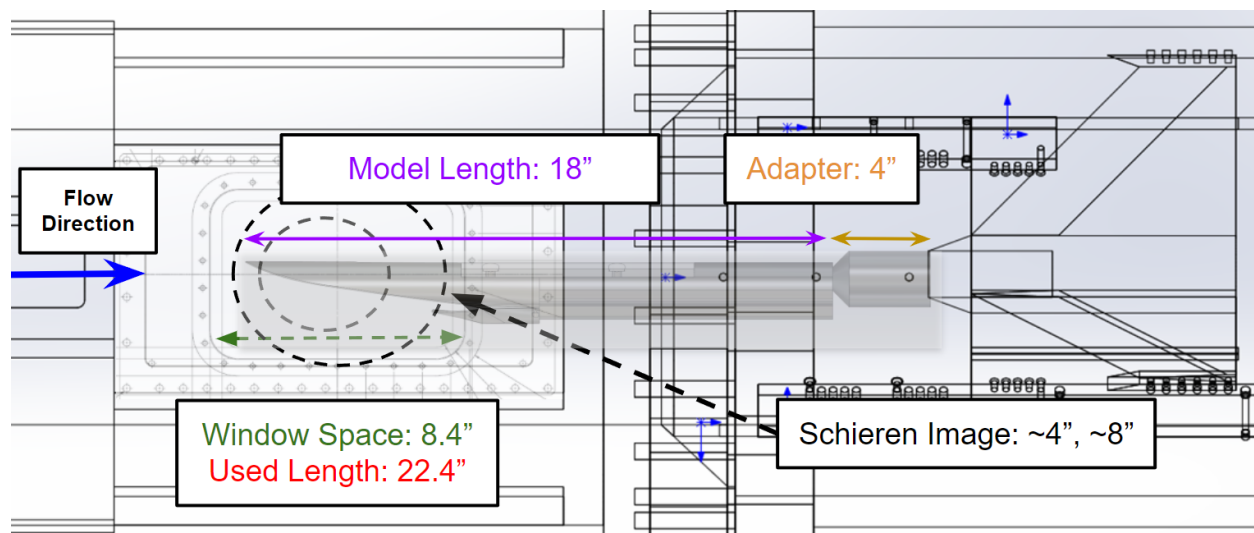 Model Length: 18”
Adapter: 4”
Flow
Direction
Window Space: 8.4”
Used Length: 22.4”
Schieren Image: ~4”, ~8”